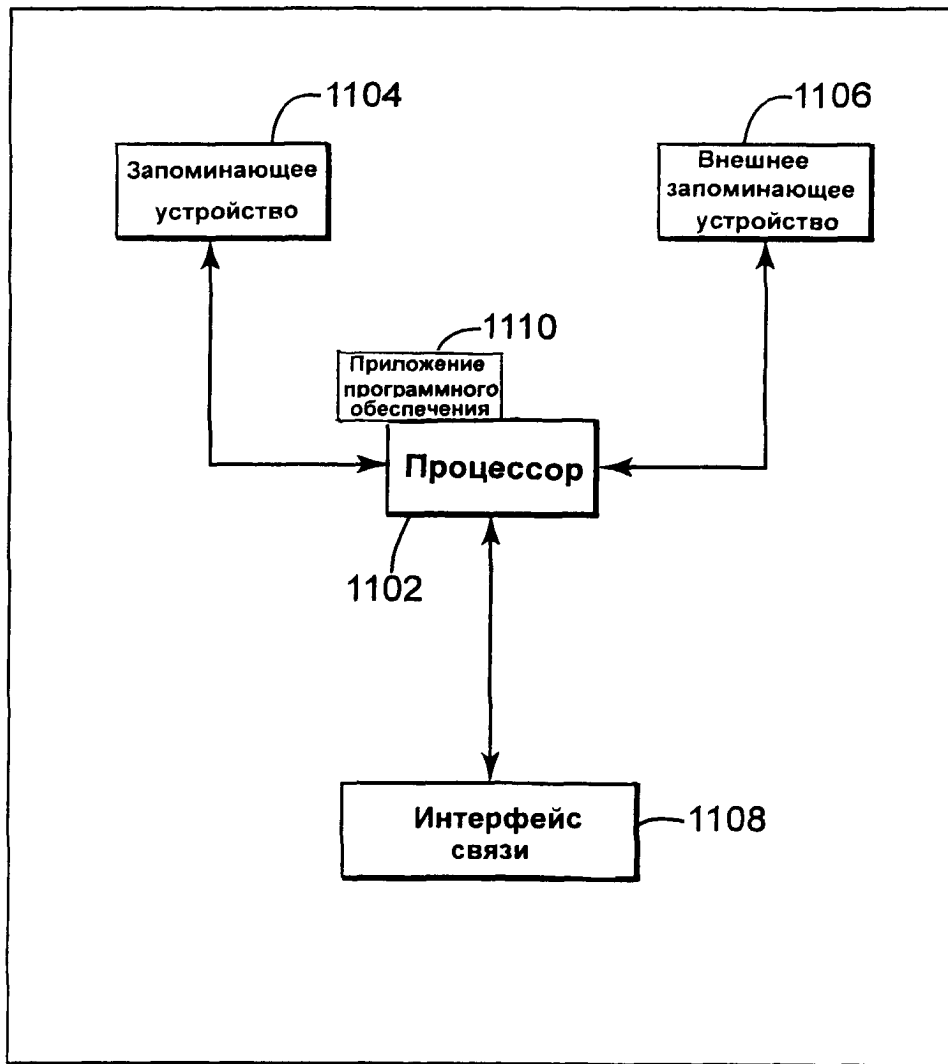 1104
Запоминающее
устройство
1106
Внешнее
запоминающее
устройство
1110
Приложение
программного
обеспечения
Процессор
1102
Интерфейс
связи
1108